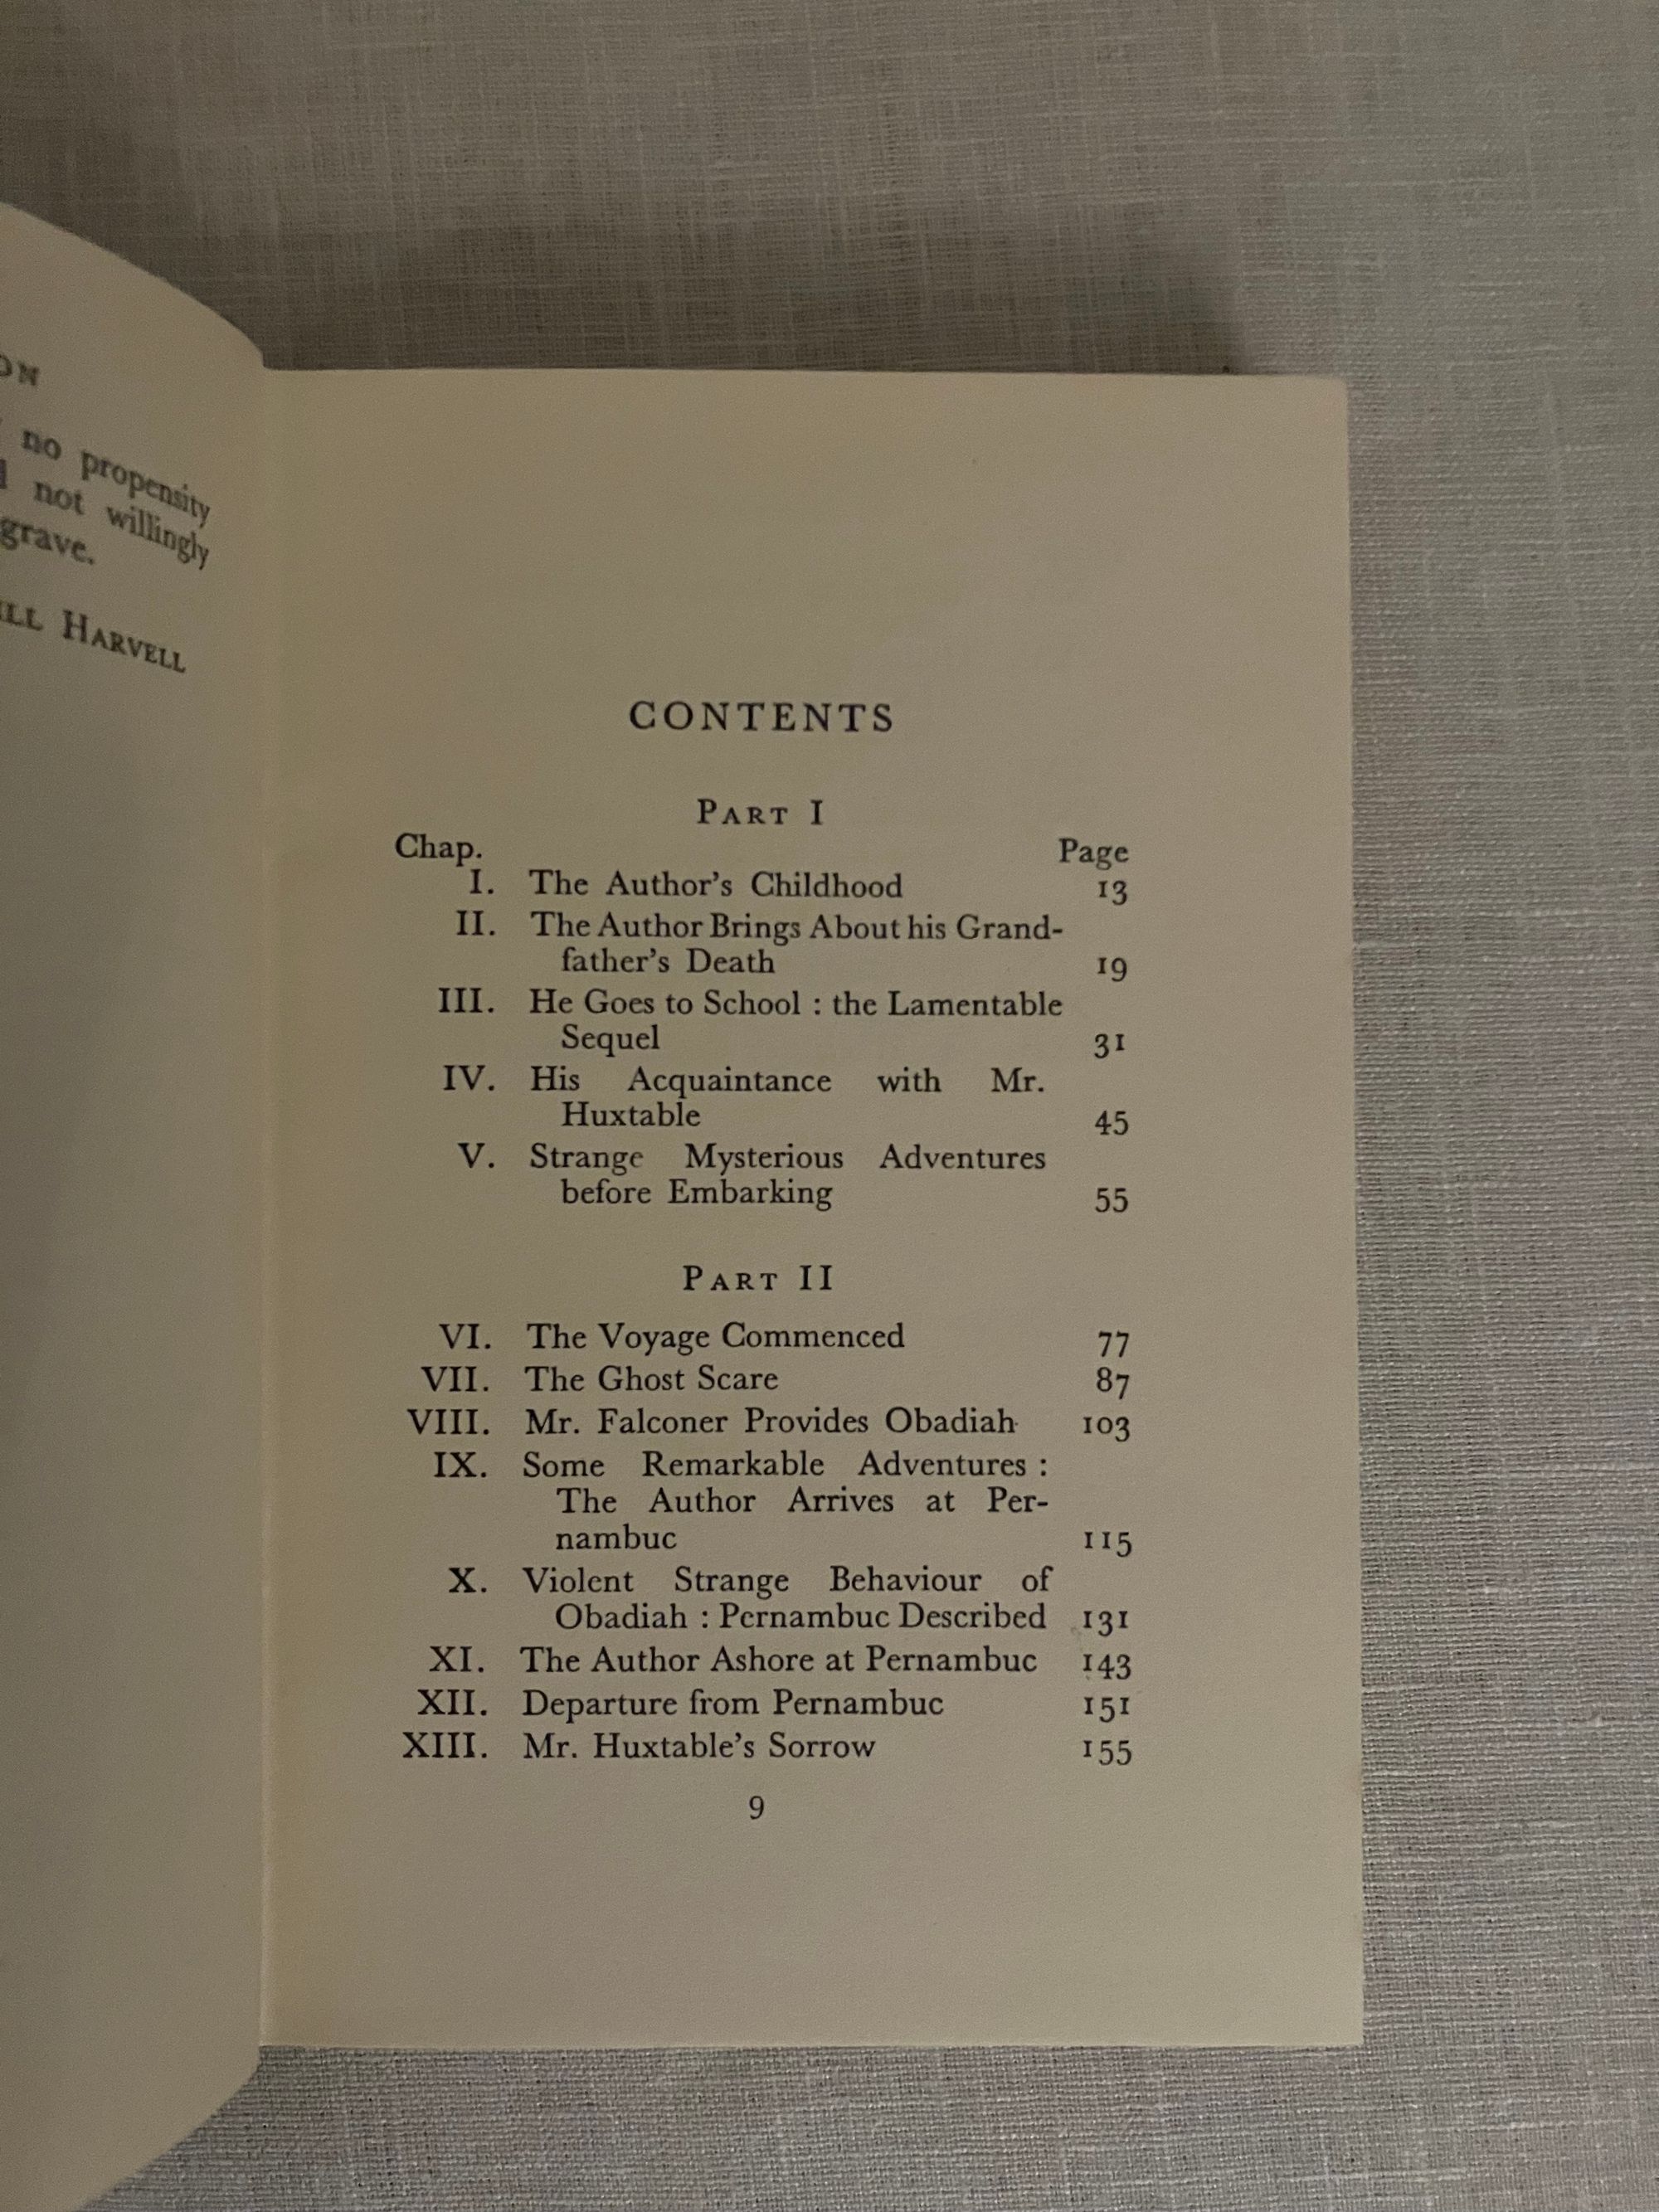 ON
no propensity
not willingly
grave.
HARVELL
CONTENTS
PART I
Chap. Page
I. The Author's Childhood 13
II. The Author Brings About his Grand-
father's Death 19
III. He Goes to School : the Lamentable
Sequel 31
IV. His Acquaintance with Mr.
Huxtable 45
V. Strange Mysterious Adventures
before Embarking 55
PART II
VI. The Voyage Commenced 77
VII. The Ghost Scare 87
VIII. Mr. Falconer Provides Obadiah 103
IX. Some Remarkable Adventures :
The Author Arrives at Per-
nambuc 115
X. Violent Strange Behaviour of
Obadiah : Pernambuc Described 131
XI. The Author Ashore at Pernambuc 143
XII. Departure from Pernambuc 151
XIII. Mr. Huxtable's Sorrow 155
9